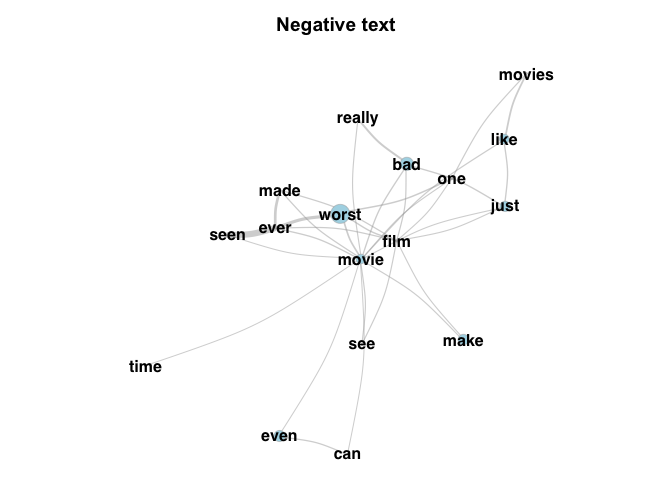 Negative text
movies
really
like
bad
one
made
just
worst
ever
seen
film
movie
see
make
time
even
can